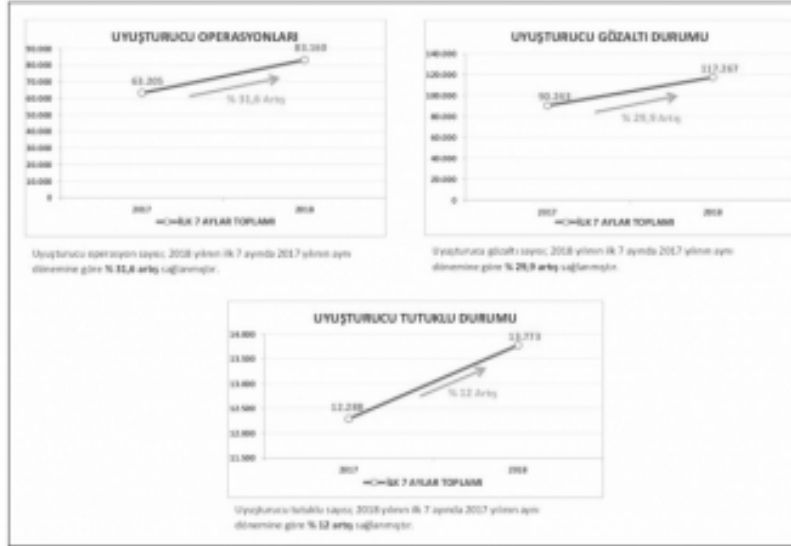 UYUŞTURUCU OPERASYONLARI
90.000
80.000
70.000
60.000
50.000
40.000
30.000
20.000
10.000
0
63.205
83.160
% 31,6 Artış
2017
2018
İLK 7 AYLAR TOPLAMI
Uyuşturucu operasyon sayısı; 2018 yılının ilk 7 ayında 2017 yılının aynı
dönemine göre % 31,6 artış sağlanmıştır.
UYUŞTURUCU GÖZALTI DURUMU
140.000
120.000
100.000
80.000
60.000
40.000
20.000
0
117.267
% 29,9 Artış
2017
2018
İLK 7 AYLAR TOPLAMI
Uyuşturucu gözaltı sayısı; 2018 yılının ilk 7 ayında 2017 yılının aynı
dönemine göre % 29,9 artış sağlanmıştır.
UYUŞTURUCU TUTUKLU DURUMU
14.000
13.500
13.000
12.500
12.000
11.500
13.773
% 12 Artış
2017
2018
İLK 7 AYLAR TOPLAMI
Uyuşturucu tutuklu sayısı; 2018 yılının ilk 7 ayında 2017 yılının aynı
dönemine göre % 12 artış sağlanmıştır.